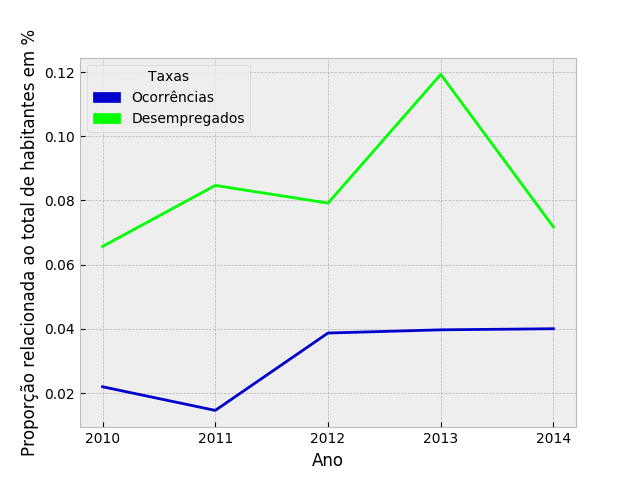 Proporção relacionada ao total de habitantes em %
0.12
0.10
0.08
0.06
0.04
0.02
Taxas
Ocorrências
Desempregados
2010 2011 2012 2013 2014
Ano